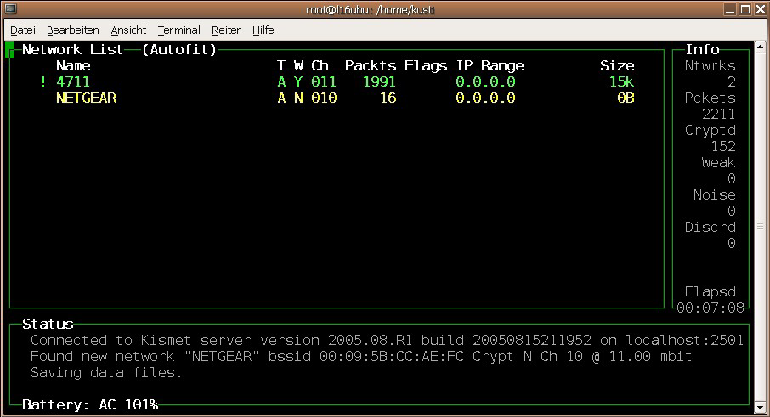 Datei Bearbeiten Ansicht Terminal Reiter Hilfe
Network List—(Autofit)
Name T W Ch Packts Flags IP Range Size
! 4711 A Y 011 1991 0.0.0.0 15k
NETGEAR A N 010 16 0.0.0.0 0B
Info
Ntwrks
2
Pckets
2211
Cryptd
152
Weak
0
Noise
0
Discrd
0
Elapsd
00:07:08
Status
Connected to Kismet server version 2005.08.R1 build 20050815211952 on localhost:2501
Found new network "NETGEAR" bssid 00:09:5B:CC:AE:FC Crypt N Ch 10 @ 11.00 mbit
Saving data files.
Battery: AC 101%